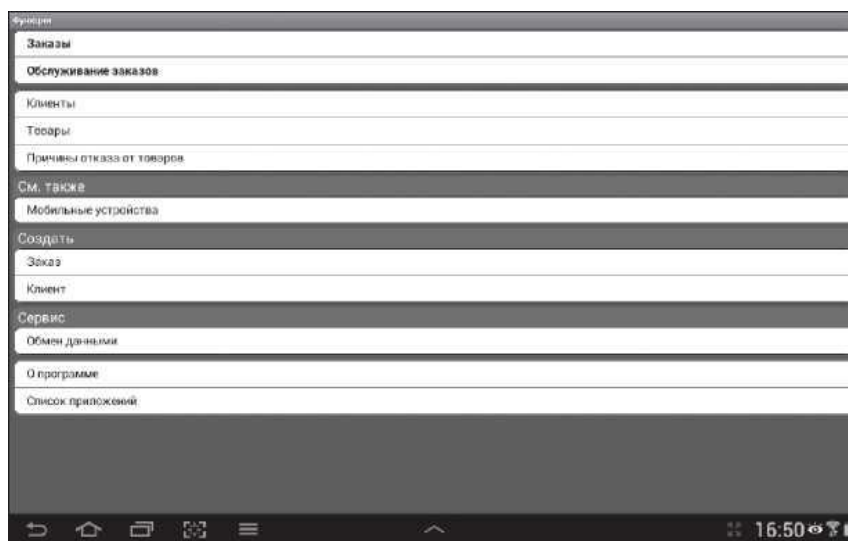 Функции
Заказы
Обслуживание заказов
Клиенты
Товары
Причины отказа от товаров
См. также
Мобильные устройства
Создать
Заказ
Клиент
Сервис
Обмен данными
О программе
Список приложений
16:50